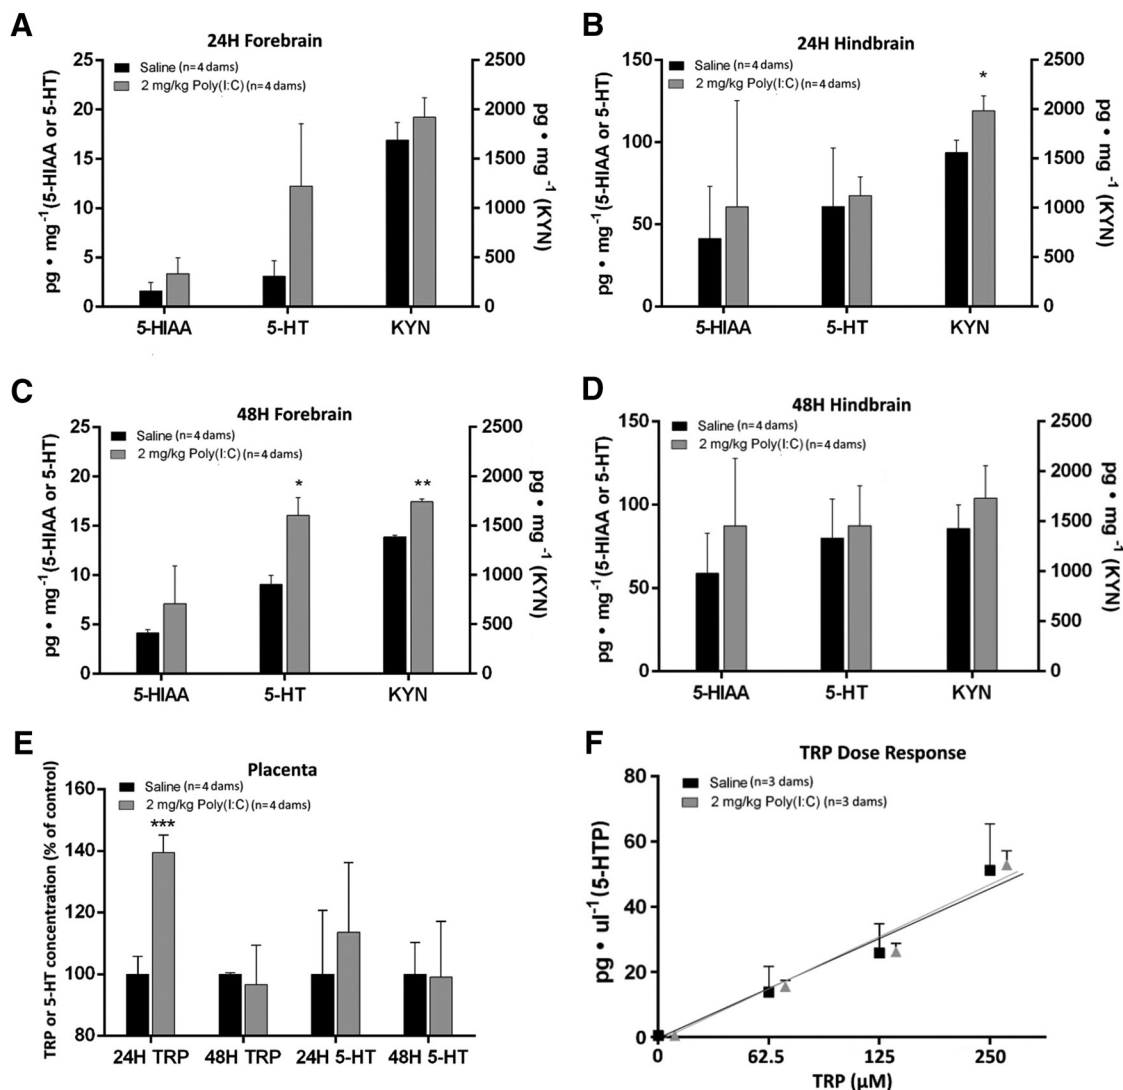 A
24H Forebrain
Saline (n=4 dams)
2 mg/kg Poly(I:C) (n=4 dams)
pg • mg⁻¹ (5-HIAA or 5-HT)
25
20
15
10
5
0
2500
2000
1500
1000
500
0
pg • mg⁻¹ (KYN)
5-HIAA 5-HT KYN
B
24H Hindbrain
Saline (n=4 dams)
2 mg/kg Poly(I:C) (n=4 dams)
pg • mg⁻¹ (5-HIAA or 5-HT)
150
100
50
0
*
2500
2000
1500
1000
500
0
pg • mg⁻¹ (KYN)
5-HIAA 5-HT KYN
C
48H Forebrain
Saline (n=4 dams)
2 mg/kg Poly(I:C) (n=4 dams)
pg • mg⁻¹ (5-HIAA or 5-HT)
25
20
15
10
5
0
* **
2500
2000
1500
1000
500
0
pg • mg⁻¹ (KYN)
5-HIAA 5-HT KYN
D
48H Hindbrain
Saline (n=4 dams)
2 mg/kg Poly(I:C) (n=4 dams)
pg • mg⁻¹ (5-HIAA or 5-HT)
150
100
50
0
2500
2000
1500
1000
500
0
pg • mg⁻¹ (KYN)
5-HIAA 5-HT KYN
E
Placenta
Saline (n=4 dams)
2 mg/kg Poly(I:C) (n=4 dams)
TRP or 5-HT concentration (% of control)
160
140
120
100
80
***
24H TRP 48H TRP 24H 5-HT 48H 5-HT
F
TRP Dose Response
Saline (n=3 dams)
2 mg/kg Poly(I:C) (n=3 dams)
pg • ul⁻¹ (5-HTP)
80
60
40
20
0
0 62.5 125 250
TRP (µM)